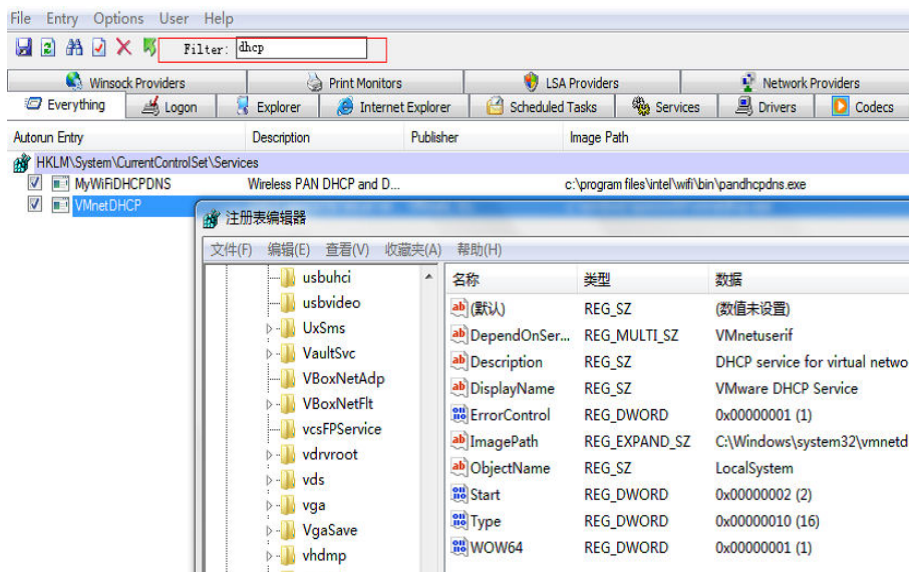 File Entry Options User Help
Filter: dhcp
Winsock Providers Print Monitors LSA Providers Network Providers
Everything Logon Explorer Internet Explorer Scheduled Tasks Services Drivers Codecs
Autorun Entry Description Publisher Image Path
HKLM\System\CurrentControlSet\Services
MyWiFiDHCPDNS Wireless PAN DHCP and D... c:\program files\intel\wifi\bin\pandhcpdns.exe
VMnetDHCP
注册表编辑器
文件(F) 编辑(E) 查看(V) 收藏夹(A) 帮助(H)
usbuhci
usbvideo
UxSms
VaultSvc
VBoxNetAdp
VBoxNetFlt
vcsFPService
vdrvroot
vds
vga
VgaSave
vhdmp
名称 类型 数据
(默认) REG_SZ (数值未设置)
DependOnSer... REG_MULTI_SZ VMnetuserif
Description REG_SZ DHCP service for virtual netwo
DisplayName REG_SZ VMware DHCP Service
ErrorControl REG_DWORD 0x00000001 (1)
ImagePath REG_EXPAND_SZ C:\Windows\system32\vmnetd
ObjectName REG_SZ LocalSystem
Start REG_DWORD 0x00000002 (2)
Type REG_DWORD 0x00000010 (16)
WOW64 REG_DWORD 0x00000001 (1)